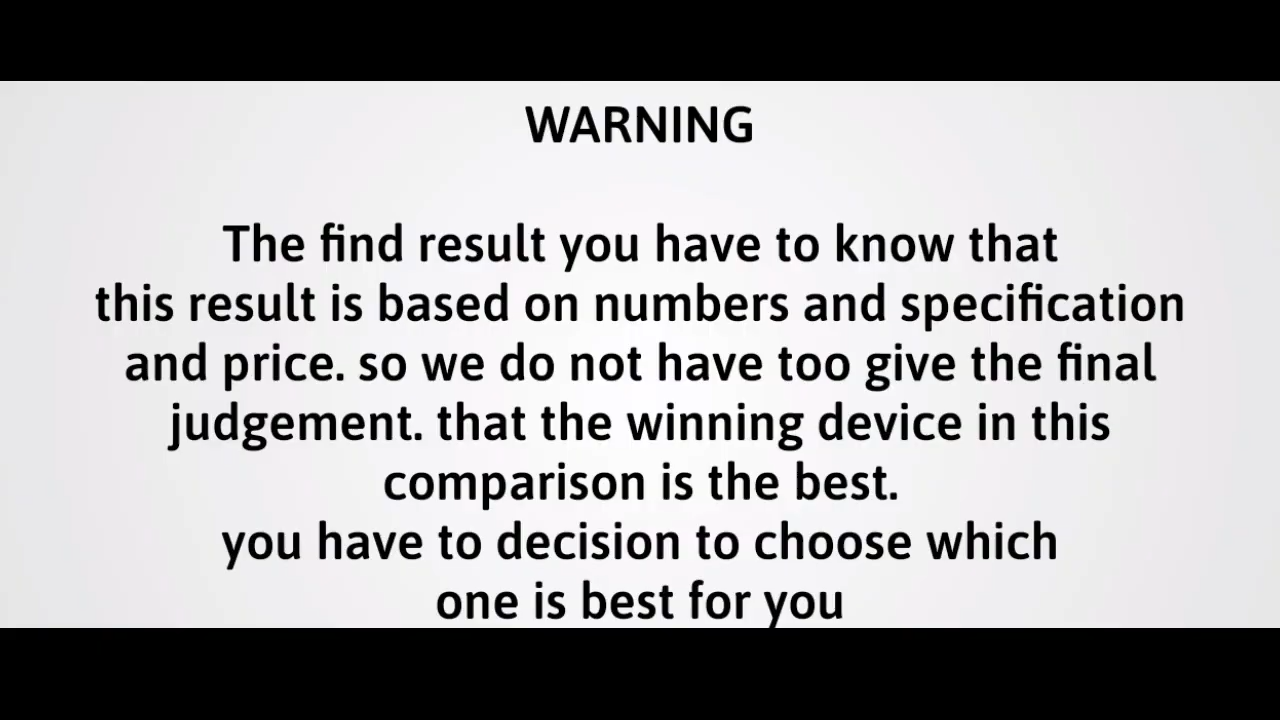 WARNING
The find result you have to know that
this result is based on numbers and specification
and price. so we do not have too give the final
judgement. that the winning device in this
comparison is the best.
you have to decision to choose which
one is best for you